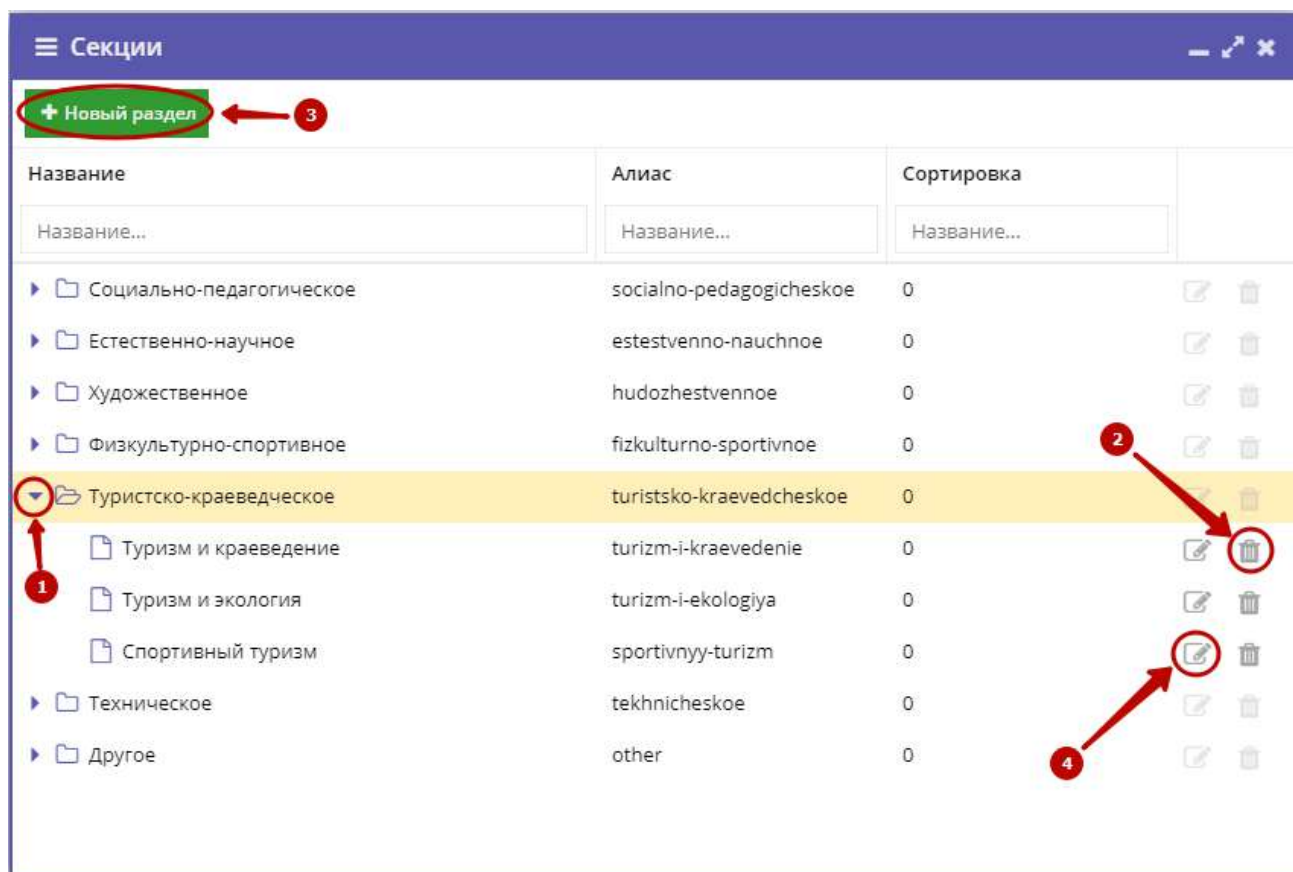 Секции
Новый раздел 3
Название Алиас Сортировка
Название... Название... Название...
Социально-педагогическое socialno-pedagogicheskoe 0
Естественно-научное estestvenno-nauchnoe 0
Художественное hudozhestvennoe 0
Физкультурно-спортивное fizkulturno-sportivnoe 0 2
Туристско-краеведческое turistsko-kraevedcheskoe 0
Туризм и краеведение turizm-i-kraevedenie 0
1
Туризм и экология turizm-i-ekologiya 0
Спортивный туризм sportivnyy-turizm 0
Техническое tekhnicheskoe 0
Другое other 0 4